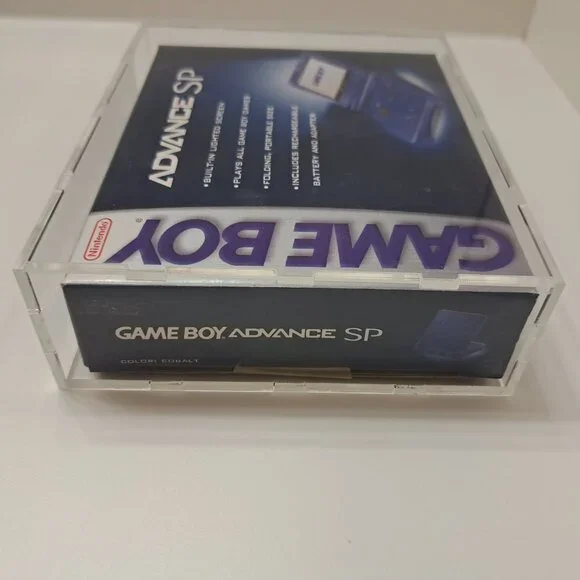 ADVANCE SP
• BUILT-IN LIGHTED SCREEN
• PLAYS ALL GAME BOY GAMES
• FOLDING, PORTABLE SIZE
• INCLUDES RECHARGEABLE
BATTERY AND ADAPTER
Nintendo®
GAME BOY
GAME BOY ADVANCE SP
COLOR: COBALT